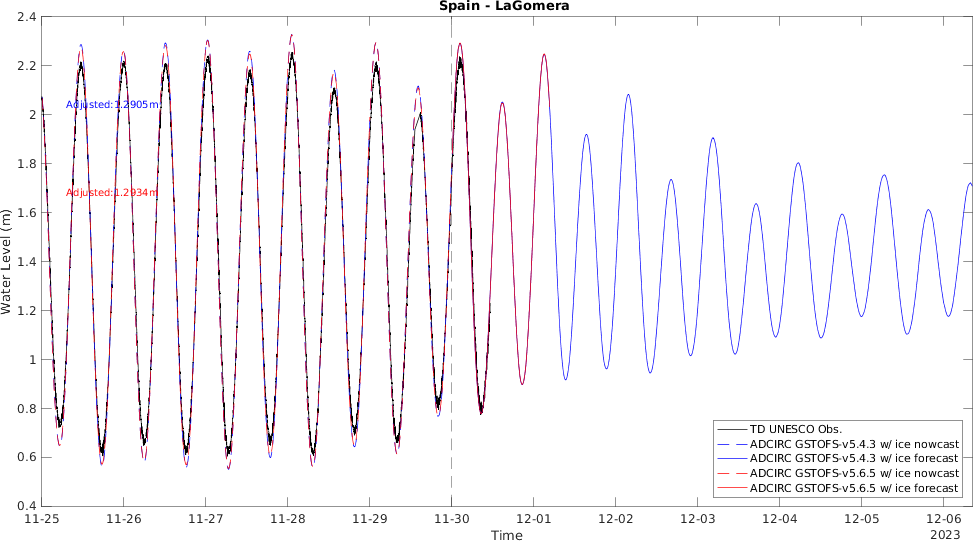 Spain - LaGomera
2.4
2.2
2
1.8
1.6
1.4
1.2
1
0.8
0.6
0.4
Water Level (m)
Adjusted:1.2905m
Adjusted:1.2934m
TD UNESCO Obs.
ADCIRC GSTOFS-v5.4.3 w/ ice nowcast
ADCIRC GSTOFS-v5.4.3 w/ ice forecast
ADCIRC GSTOFS-v5.6.5 w/ ice nowcast
ADCIRC GSTOFS-v5.6.5 w/ ice forecast
11-25 11-26 11-27 11-28 11-29 11-30 12-01 12-02 12-03 12-04 12-05 12-06
2023
Time